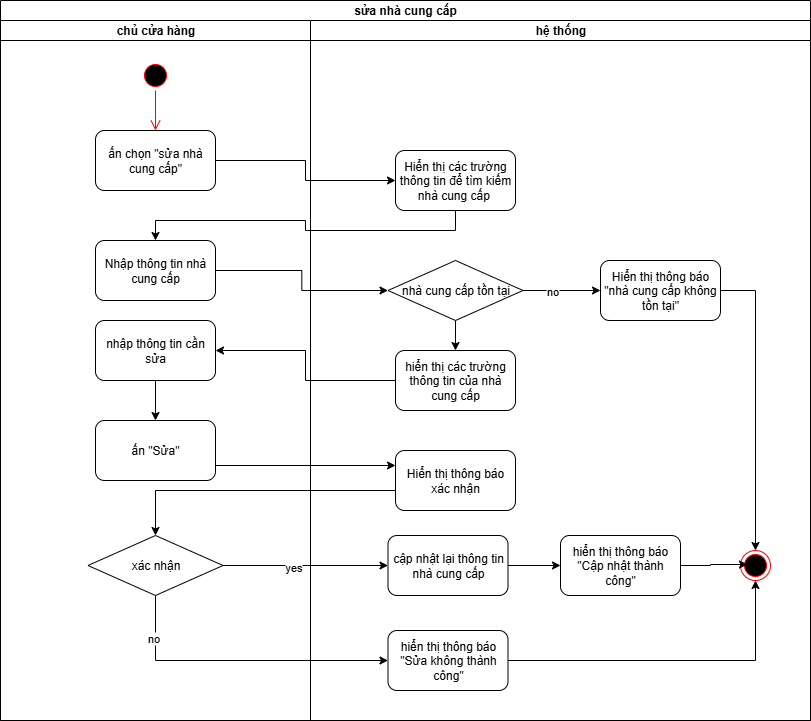 sửa nhà cung cấp
chủ cửa hàng
hệ thống
ấn chọn "sửa nhà
cung cấp"
Hiển thị các trường
thông tin để tìm kiếm
nhà cung cấp
Nhập thông tin nhà
cung cấp
nhà cung cấp tồn tại
no
Hiển thị thông báo
"nhà cung cấp không
tồn tại"
nhập thông tin cần
sửa
hiển thị các trường
thông tin của nhà
cung cấp
ấn "Sửa"
Hiển thị thông báo
xác nhận
xác nhận
yes
cập nhật lại thông tin
nhà cung cấp
hiển thị thông báo
"Cập nhật thành
công"
no
hiển thị thông báo
"Sửa không thành
công"